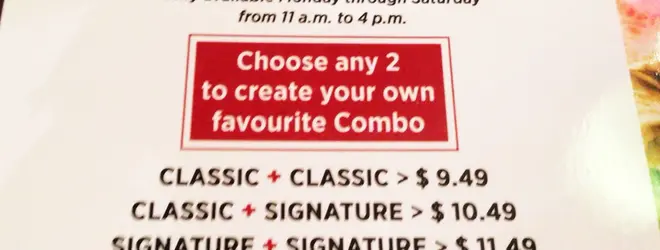 available Monday through Saturday
from 11 a.m. to 4 p.m.
Choose any 2
to create your own
favourite Combo
CLASSIC + CLASSIC > $ 9.49
CLASSIC + SIGNATURE > $ 10.49
SIGNATURE + SIGNATURE > $ 11.49